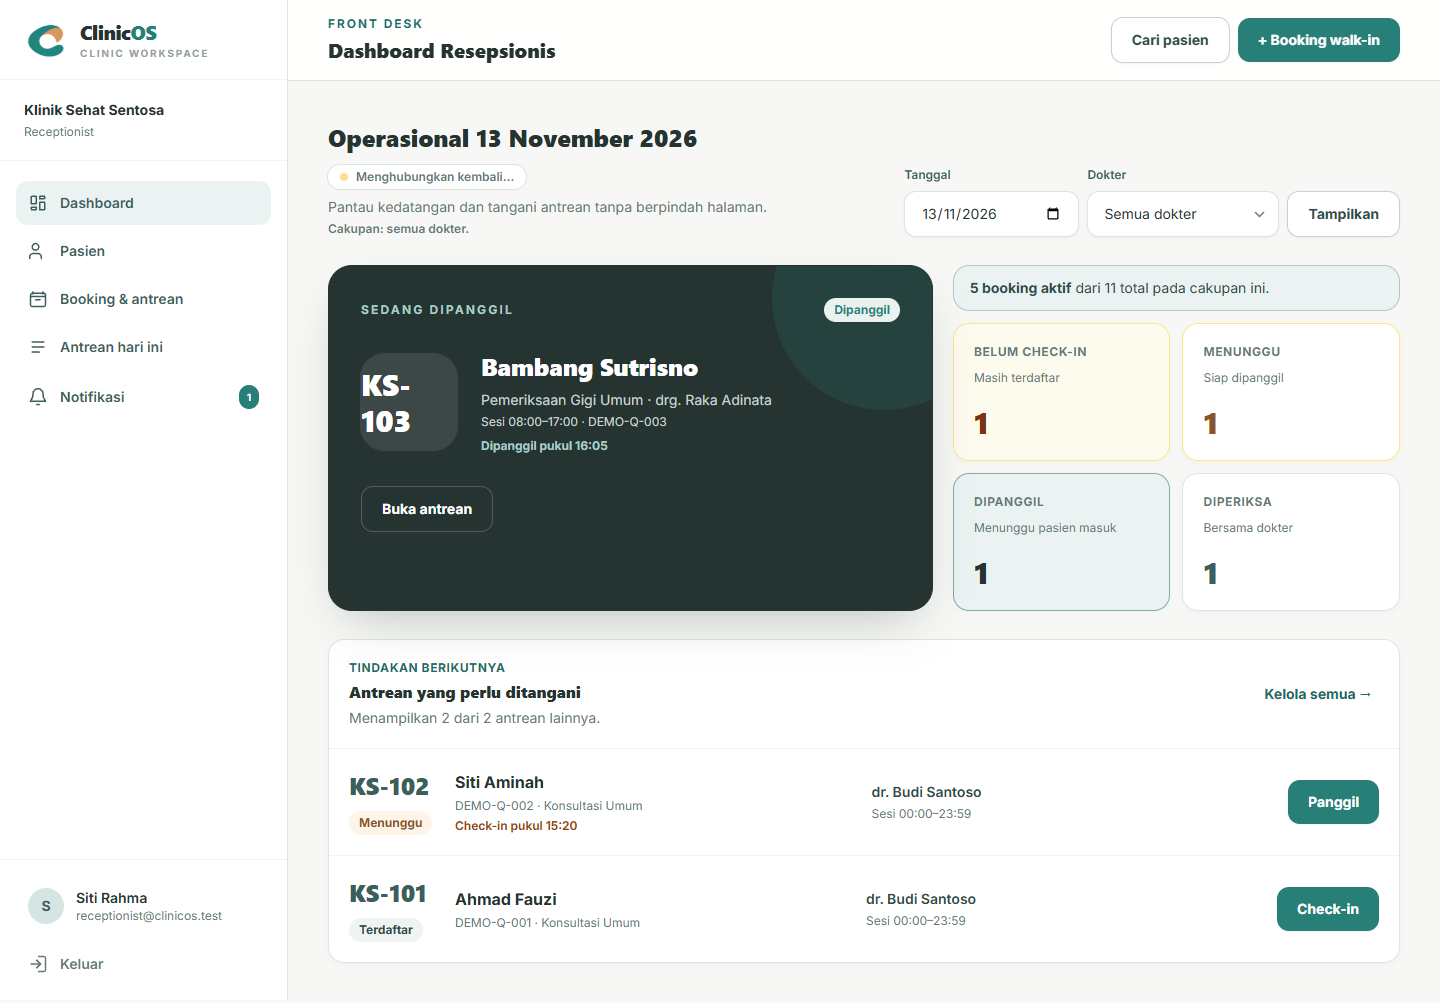 ClinicOS
CLINIC WORKSPACE
Klinik Sehat Sentosa
Receptionist
Dashboard
Pasien
Booking & antrean
Antrean hari ini
Notifikasi
1
S
Siti Rahma
receptionist@clinicos.test
Keluar
FRONT DESK
Dashboard Resepsionis
Cari pasien
+ Booking walk-in
Operasional 13 November 2026
Menghubungkan kembali...
Pantau kedatangan dan tangani antrean tanpa berpindah halaman.
Cakupan: semua dokter.
Tanggal
13/11/2026
Dokter
Semua dokter
Tampilkan
SEDANG DIPANGGIL
Dipanggil
KS-
103
Bambang Sutrisno
Pemeriksaan Gigi Umum · drg. Raka Adinata
Sesi 08:00–17:00 · DEMO-Q-003
Dipanggil pukul 16:05
Buka antrean
5 booking aktif dari 11 total pada cakupan ini.
BELUM CHECK-IN
Masih terdaftar
1
MENUNGGU
Siap dipanggil
1
DIPANGGIL
Menunggu pasien masuk
1
DIPERIKSA
Bersama dokter
1
TINDAKAN BERIKUTNYA
Antrean yang perlu ditangani
Menampilkan 2 dari 2 antrean lainnya.
Kelola semua →
KS-102
Menunggu
Siti Aminah
DEMO-Q-002 · Konsultasi Umum
Check-in pukul 15:20
dr. Budi Santoso
Sesi 00:00–23:59
Panggil
KS-101
Terdaftar
Ahmad Fauzi
DEMO-Q-001 · Konsultasi Umum
dr. Budi Santoso
Sesi 00:00–23:59
Check-in